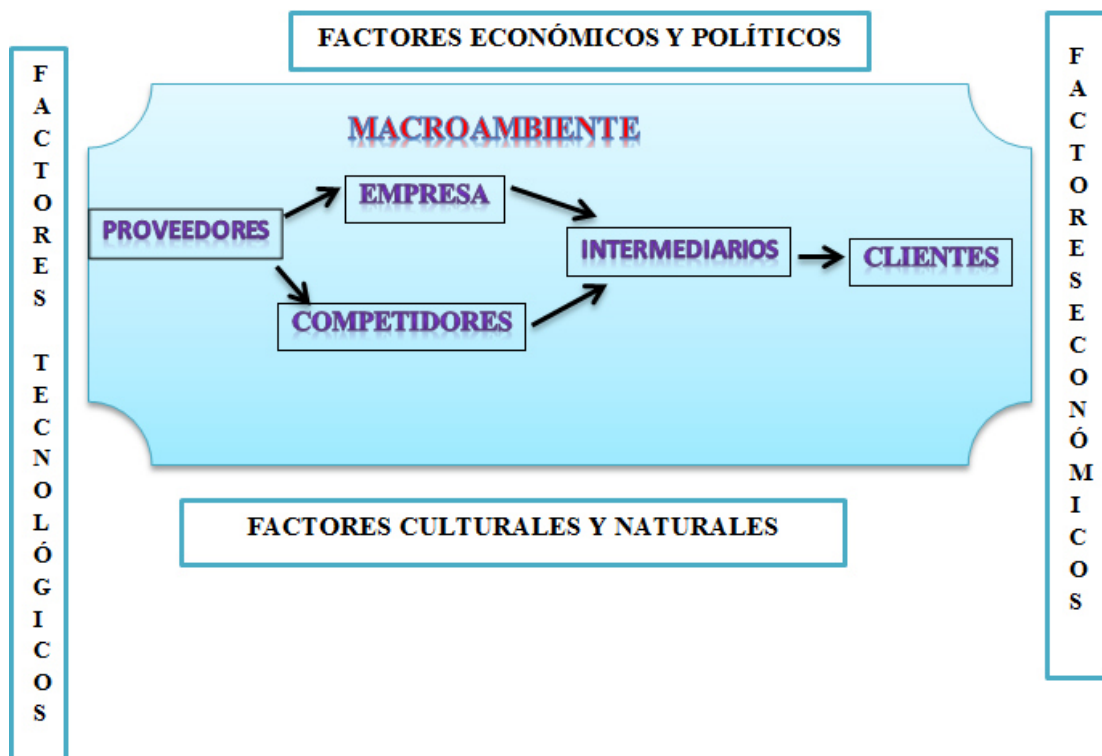 FACTORES ECONÓMICOS Y POLÍTICOS
FACTORES TECNOLÓGICOS
MACROAMBIENTE
EMPRESA
PROVEEDORES
INTERMEDIARIOS
CLIENTES
COMPETIDORES
FACTORES ECONÓMICOS
FACTORES CULTURALES Y NATURALES